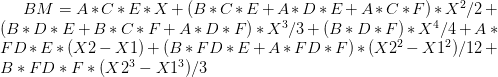 BM = A * C * E * X + (B * C * E + A * D * E + A * C * F) * X^2/2 +
(B * D * E + B * C * F + A * D * F) * X^3/3 + (B * D * F) * X^4/4 + A *
FD * E * (X2 − X1) + (B * FD * E + A * FD * F) * (X2^2 − X1^2)/12 +
B * FD * F * (X2^3 − X1^3)/3